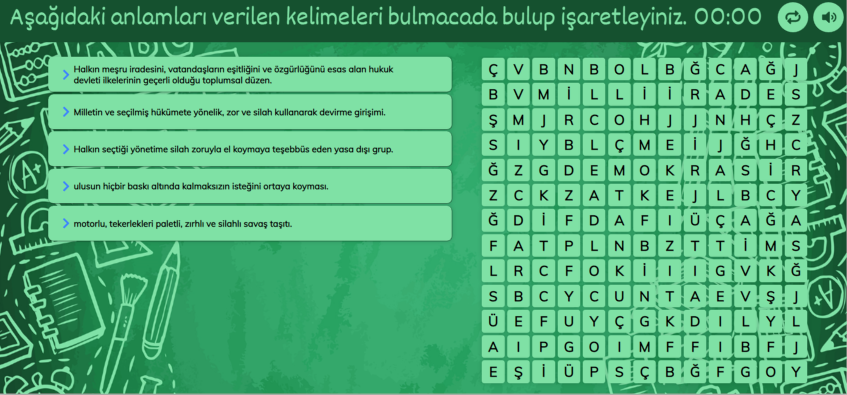 Aşağıdaki anlamları verilen kelimeleri bulmacada bulup işaretleyiniz. 00:00
Halkın meşru iradesini, vatandaşların eşitliğini ve özgürlüğünü esas alan hukuk
devleti ilkelerinin geçerli olduğu toplumsal düzen.
Milletin ve seçilmiş hükümete yönelik, zor ve silah kullanarak devirme girişimi.
Halkın seçtiği yönetime silah zoruyla el koymaya teşebbüs eden yasa dışı grup.
ulusun hiçbir baskı altında kalmaksızın isteğini ortaya koyması.
motorlu, tekerlekleri paletli, zırhlı ve silahlı savaş taşıtı.
Ç V B N B O L B Ğ C A Ğ J
B V M İ L L İ İ R A D E S
Ş M J R C O H J J N H Ç Z
S I Y B L Ç M E İ J Ğ H C
Ğ Z G D E M O K R A S İ R
Z C K Z A T K E J L B C Y
Ğ D İ F D A F I Ü Ç A Ğ A
F A T P L N B Z T T İ M S
L R C F O K İ I I G V K Ğ
S B C Y C U N T A E V Ş J
Ü E F U Y Ç G K D I L Y L
A I P G O I M F F I B F J
E Ş İ Ü P S Ç B Ğ F G O Y
A+
A+